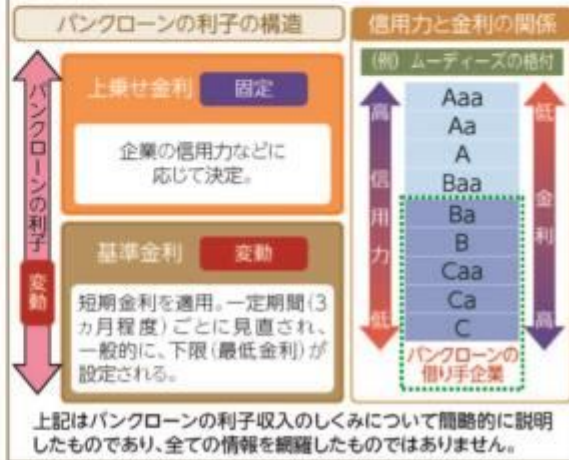 バンクローンの利子の構造
バンクローンの利子
変動
上乗せ金利 固定
企業の信用力などに
応じて決定。
基準金利 変動
短期金利を適用。一定期間(3
ヵ月程度)ごとに見直され、
一般的に、下限(最低金利)が
設定される。
信用力と金利の関係
(例) ムーディーズの格付
高 信用力 低
Aaa
Aa
A
Baa
Ba
B
Caa
Ca
C
バンクローンの
借り手企業
低 金利 高
上記はバンクローンの利子収入のしくみについて簡略的に説明
したものであり、全ての情報を網羅したものではありません。